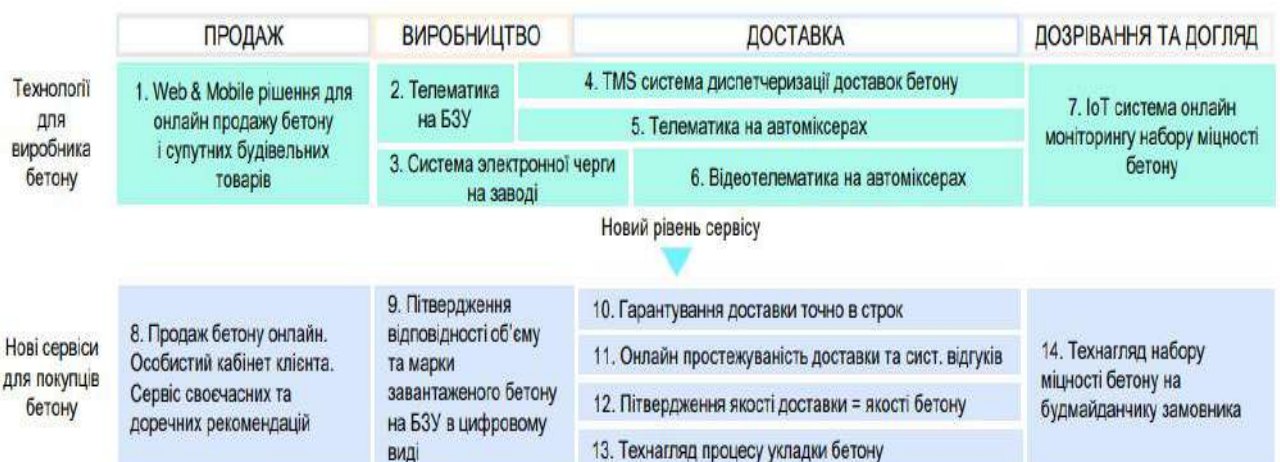 ПРОДАЖ
ВИРОБНИЦТВО
ДОСТАВКА
ДОЗРІВАННЯ ТА ДОГЛЯД
Технології
для
виробника
бетону
1. Web & Mobile рішення для
онлайн продажу бетону
і супутних будівельних
товарів
2. Телематика
на БЗУ
3. Система электронної черги
на заводі
4. TMS система диспетчеризації доставок бетону
5. Телематика на автоміксерах
6. Відеотелематика на автоміксерах
7. ІоТ система онлайн
моніторингу набору міцності
бетону
Новий рівень сервісу
Нові сервіси
для покупців
бетону
8. Продаж бетону онлайн.
Особистий кабінет клієнта.
Сервіс своєчасних та
доречних рекомендацій
9. Пітвердження
відповідності об'єму
та марки
завантаженого бетону
на БЗУ в цифровому
виді
10. Гарантування доставки точно в строк
11. Онлайн простежуваність доставки та сист. відгуків
12. Пітвердження якості доставки = якості бетону
13. Технагляд процесу укладки бетону
14. Технагляд набору
міцності бетону на
будмайданчику замовника